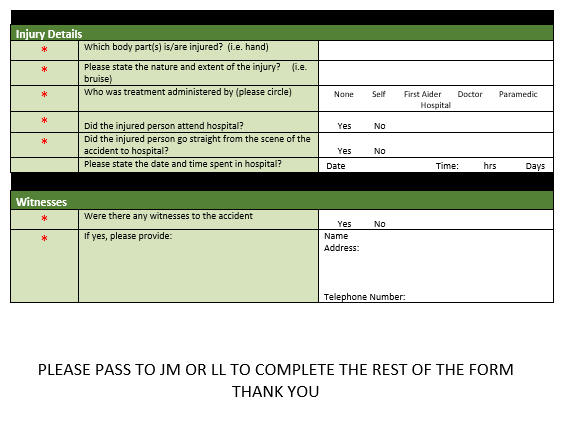 Injury Details
* Which body part(s) is/are injured? (i.e. hand)
* Please state the nature and extent of the injury? (i.e.
bruise)
* Who was treatment administered by (please circle) None Self First Aider Doctor Paramedic
Hospital
* Did the injured person attend hospital? Yes No
* Did the injured person go straight from the scene of the
accident to hospital? Yes No
Please state the date and time spent in hospital? Date Time: hrs Days
Witnesses
* Were there any witnesses to the accident Yes No
* If yes, please provide: Name
Address:
Telephone Number:
PLEASE PASS TO JM OR LL TO COMPLETE THE REST OF THE FORM
THANK YOU